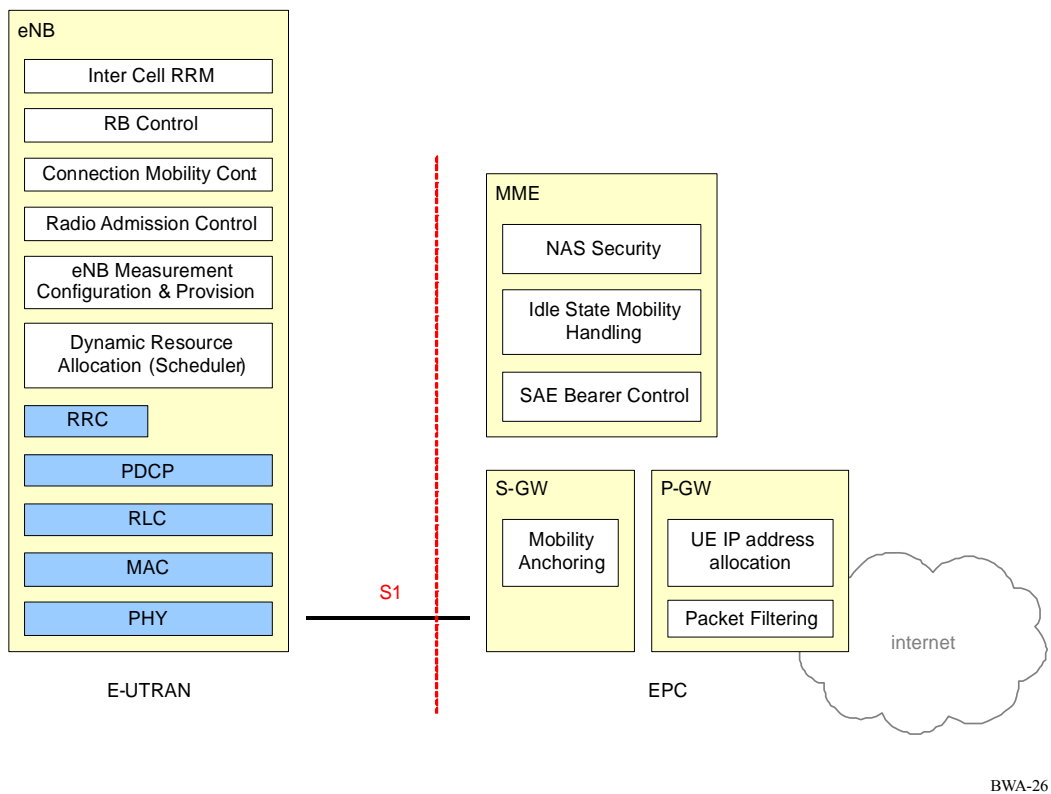 eNB
Inter Cell RRM
RB Control
Connection Mobility Cont.
Radio Admission Control
eNB Measurement
Configuration & Provision
Dynamic Resource
Allocation (Scheduler)
RRC
PDCP
RLC
MAC
PHY
E-UTRAN
S1
MME
NAS Security
Idle State Mobility
Handling
SAE Bearer Control
S-GW
Mobility
Anchoring
P-GW
UE IP address
allocation
Packet Filtering
EPC
internet
BWA-26